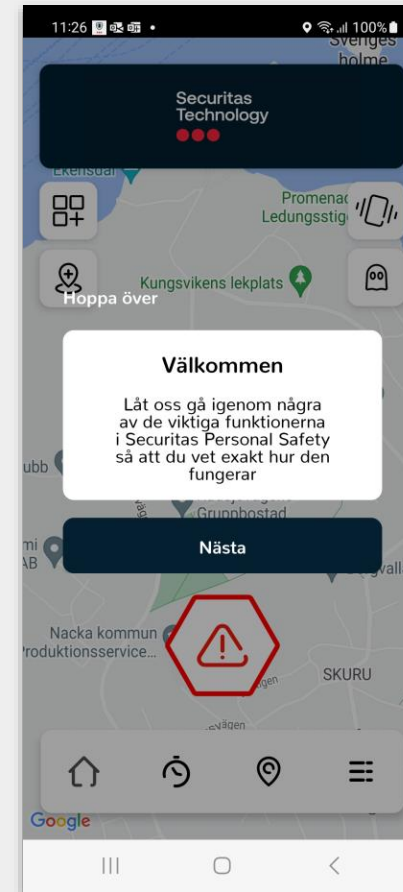 11:26
100%
Sveriges
holme
Securitas
Technology
Ekensdal
Promenad
Ledungsstig
Kungsvikens lekplats
Hoppa över
Välkommen
Låt oss gå igenom några
av de viktiga funktionerna
i Securitas Personal Safety
så att du vet exakt hur den
fungerar
ubb
Gruppbostad
Nästa
mi
AB
Nacka kommun
Produktionsservice...
SKURU
Google